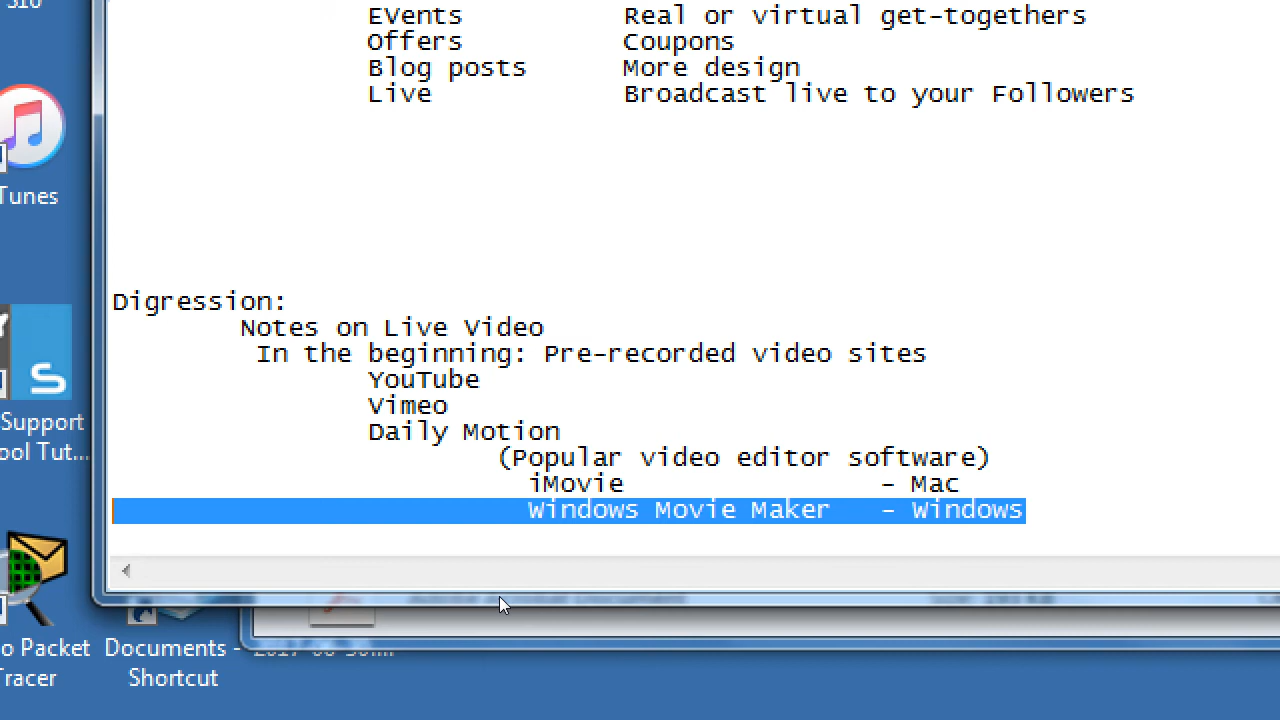 EVents Real or virtual get-togethers
Offers Coupons
Blog posts More design
Live Broadcast live to your Followers
Digression:
Notes on Live Video
In the beginning: Pre-recorded video sites
YouTube
Vimeo
Daily Motion
(Popular video editor software)
iMovie - Mac
Windows Movie Maker - Windows
Tunes
S
Support
ool Tut...
o Packet
Tracer
Documents -
Shortcut